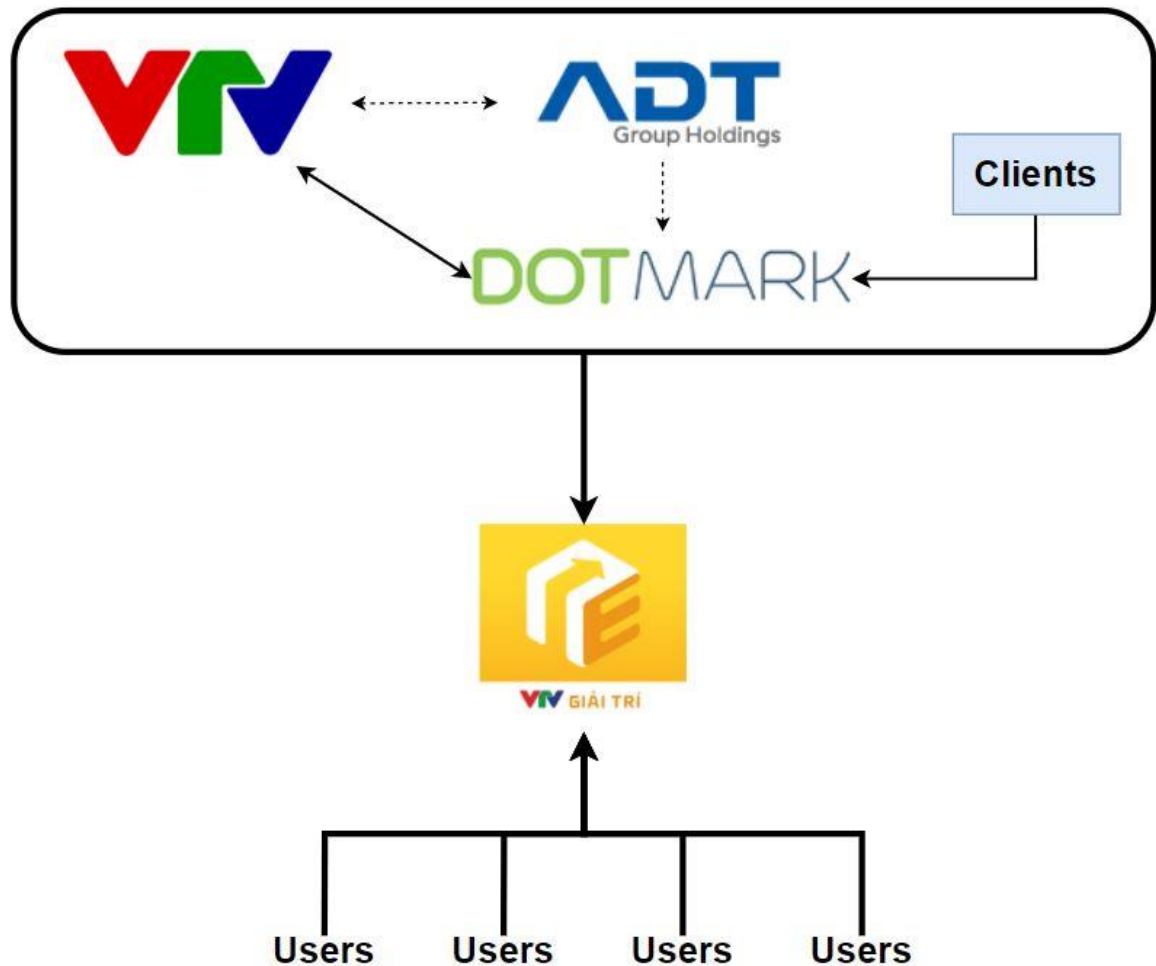 VTV
ADT
Group Holdings
Clients
DOTMARK
E
VTV GIẢI TRÍ
Users
Users
Users
Users